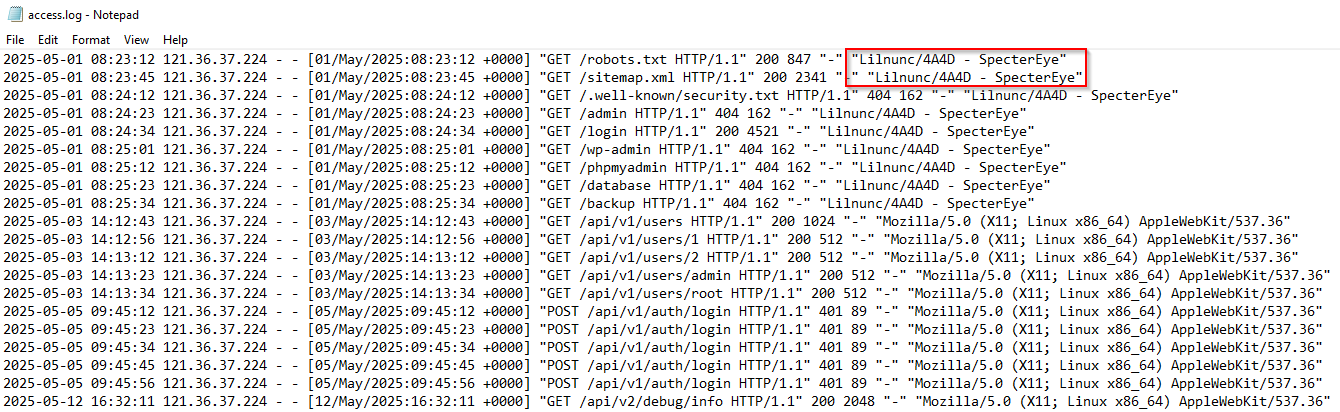 access.log - Notepad
File Edit Format View Help
2025-05-01 08:23:12 121.36.37.224 - - [01/May/2025:08:23:12 +0000] "GET /robots.txt HTTP/1.1" 200 847 "-" "Lilnunc/4A4D - SpecterEye"
2025-05-01 08:23:45 121.36.37.224 - - [01/May/2025:08:23:45 +0000] "GET /sitemap.xml HTTP/1.1" 200 2341 "-" "Lilnunc/4A4D - SpecterEye"
2025-05-01 08:24:12 121.36.37.224 - - [01/May/2025:08:24:12 +0000] "GET /.well-known/security.txt HTTP/1.1" 404 162 "-" "Lilnunc/4A4D - SpecterEye"
2025-05-01 08:24:23 121.36.37.224 - - [01/May/2025:08:24:23 +0000] "GET /admin HTTP/1.1" 404 162 "-" "Lilnunc/4A4D - SpecterEye"
2025-05-01 08:24:34 121.36.37.224 - - [01/May/2025:08:24:34 +0000] "GET /login HTTP/1.1" 200 4521 "-" "Lilnunc/4A4D - SpecterEye"
2025-05-01 08:25:01 121.36.37.224 - - [01/May/2025:08:25:01 +0000] "GET /wp-admin HTTP/1.1" 404 162 "-" "Lilnunc/4A4D - SpecterEye"
2025-05-01 08:25:12 121.36.37.224 - - [01/May/2025:08:25:12 +0000] "GET /phpmyadmin HTTP/1.1" 404 162 "-" "Lilnunc/4A4D - SpecterEye"
2025-05-01 08:25:23 121.36.37.224 - - [01/May/2025:08:25:23 +0000] "GET /database HTTP/1.1" 404 162 "-" "Lilnunc/4A4D - SpecterEye"
2025-05-01 08:25:34 121.36.37.224 - - [01/May/2025:08:25:34 +0000] "GET /backup HTTP/1.1" 404 162 "-" "Lilnunc/4A4D - SpecterEye"
2025-05-03 14:12:43 121.36.37.224 - - [03/May/2025:14:12:43 +0000] "GET /api/v1/users HTTP/1.1" 200 1024 "-" "Mozilla/5.0 (X11; Linux x86_64) AppleWebKit/537.36"
2025-05-03 14:12:56 121.36.37.224 - - [03/May/2025:14:12:56 +0000] "GET /api/v1/users/1 HTTP/1.1" 200 512 "-" "Mozilla/5.0 (X11; Linux x86_64) AppleWebKit/537.36"
2025-05-03 14:13:12 121.36.37.224 - - [03/May/2025:14:13:12 +0000] "GET /api/v1/users/2 HTTP/1.1" 200 512 "-" "Mozilla/5.0 (X11; Linux x86_64) AppleWebKit/537.36"
2025-05-03 14:13:23 121.36.37.224 - - [03/May/2025:14:13:23 +0000] "GET /api/v1/users/admin HTTP/1.1" 200 512 "-" "Mozilla/5.0 (X11; Linux x86_64) AppleWebKit/537.36"
2025-05-03 14:13:34 121.36.37.224 - - [03/May/2025:14:13:34 +0000] "GET /api/v1/users/root HTTP/1.1" 200 512 "-" "Mozilla/5.0 (X11; Linux x86_64) AppleWebKit/537.36"
2025-05-05 09:45:12 121.36.37.224 - - [05/May/2025:09:45:12 +0000] "POST /api/v1/auth/login HTTP/1.1" 401 89 "-" "Mozilla/5.0 (X11; Linux x86_64) AppleWebKit/537.36"
2025-05-05 09:45:23 121.36.37.224 - - [05/May/2025:09:45:23 +0000] "POST /api/v1/auth/login HTTP/1.1" 401 89 "-" "Mozilla/5.0 (X11; Linux x86_64) AppleWebKit/537.36"
2025-05-05 09:45:34 121.36.37.224 - - [05/May/2025:09:45:34 +0000] "POST /api/v1/auth/login HTTP/1.1" 401 89 "-" "Mozilla/5.0 (X11; Linux x86_64) AppleWebKit/537.36"
2025-05-05 09:45:45 121.36.37.224 - - [05/May/2025:09:45:45 +0000] "POST /api/v1/auth/login HTTP/1.1" 401 89 "-" "Mozilla/5.0 (X11; Linux x86_64) AppleWebKit/537.36"
2025-05-05 09:45:56 121.36.37.224 - - [05/May/2025:09:45:56 +0000] "POST /api/v1/auth/login HTTP/1.1" 401 89 "-" "Mozilla/5.0 (X11; Linux x86_64) AppleWebKit/537.36"
2025-05-12 16:32:11 121.36.37.224 - - [12/May/2025:16:32:11 +0000] "GET /api/v2/debug/info HTTP/1.1" 200 2048 "-" "Mozilla/5.0 (X11; Linux x86_64) AppleWebKit/537.36"